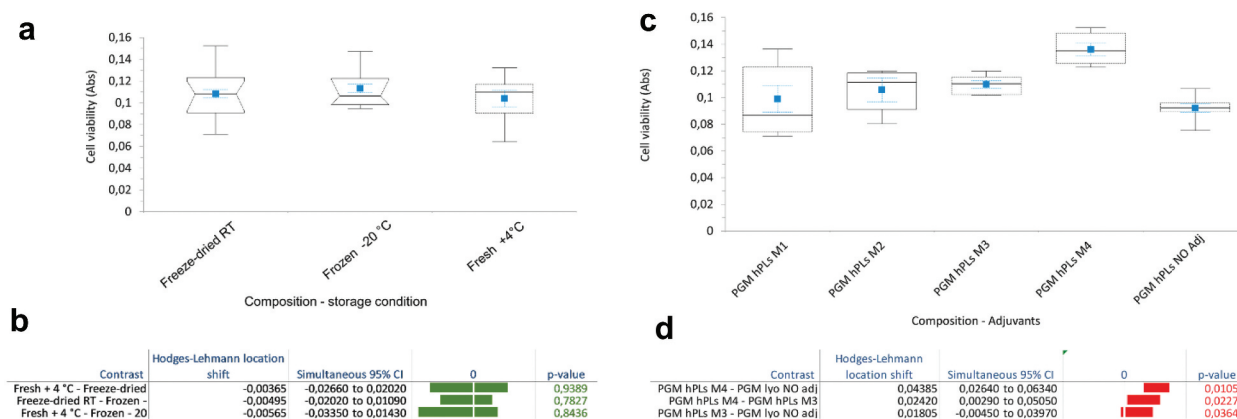 a
Cell viability (Abs)
0,16
0,14
0,12
0,1
0,08
0,06
0,04
0,02
0
Freeze-dried RT
Frozen -20 °C
Fresh +4°C
Composition - storage condition
b
Hodges-Lehmann location
Contrast shift Simultaneous 95% CI 0 p-value
Fresh + 4 °C - Freeze-dried -0,00365 -0,02660 to 0,02020 0,9389
Freeze-dried RT - Frozen - -0,00495 -0,02020 to 0,01090 0,7827
Fresh + 4 °C - Frozen - 20 -0,00565 -0,03350 to 0,01430 0,8436
c
Cell viability (Abs)
0,16
0,14
0,12
0,1
0,08
0,06
0,04
0,02
0
PGM hPLs M1
PGM hPLs M2
PGM hPLs M3
PGM hPLs M4
PGM hPLs NO Adj
Composition - Adjuvants
d
Hodges-Lehmann
Contrast location shift Simultaneous 95% CI 0 p-value
PGM hPLs M4 - PGM lyo NO adj 0,04385 0,02640 to 0,06340 0,0105
PGM hPLs M4 - PGM hPLs M3 0,02420 0,00290 to 0,05050 0,0227
PGM hPLs M3 - PGM lyo NO adj 0,01805 -0,00450 to 0,03970 0,0364